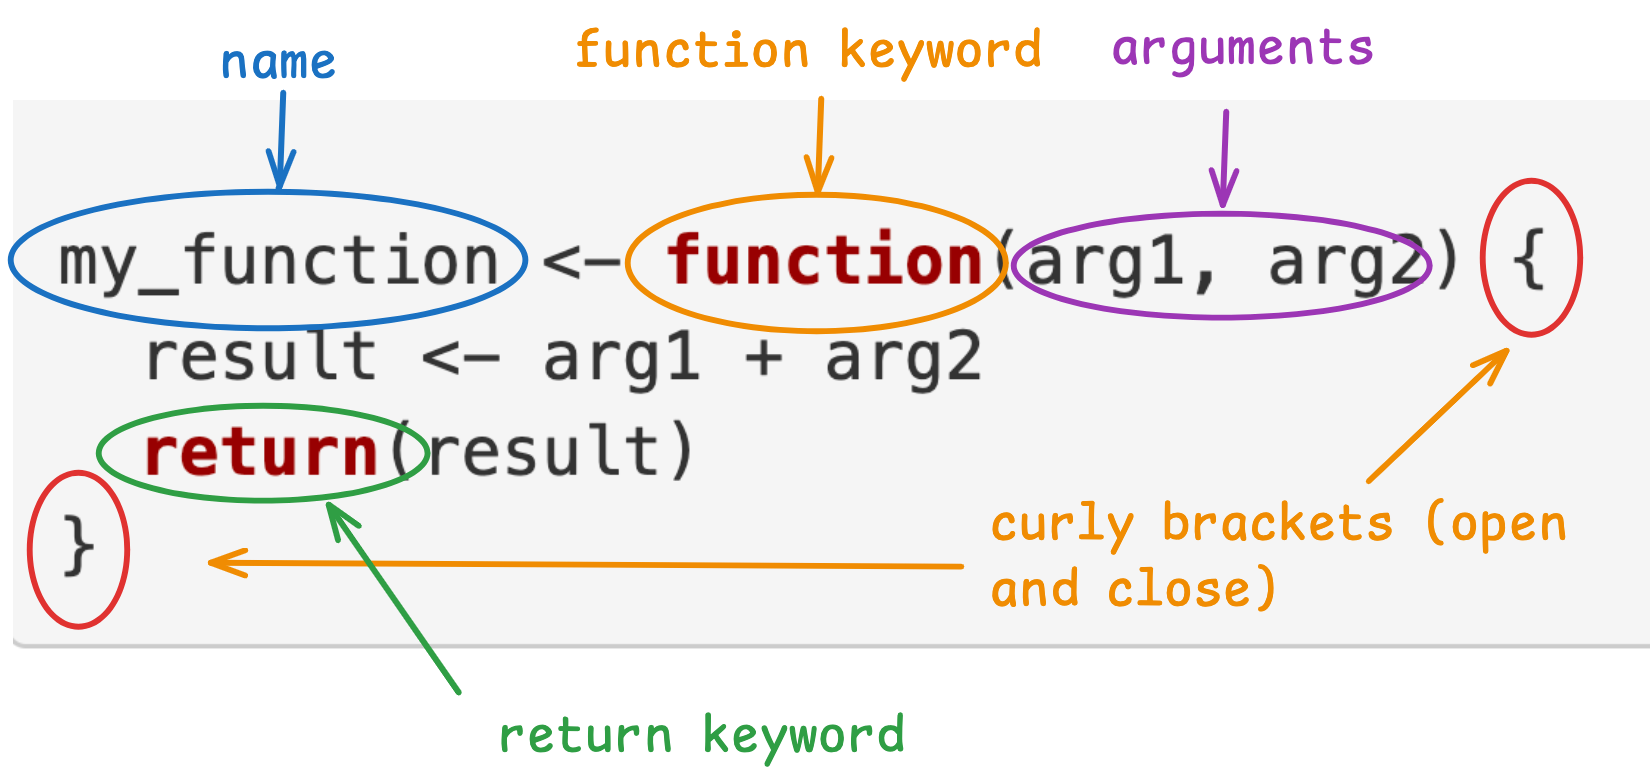 name
function keyword
arguments
my_function <- function(arg1, arg2) {
result <- arg1 + arg2
return(result)
}
curly brackets (open
and close)
return keyword